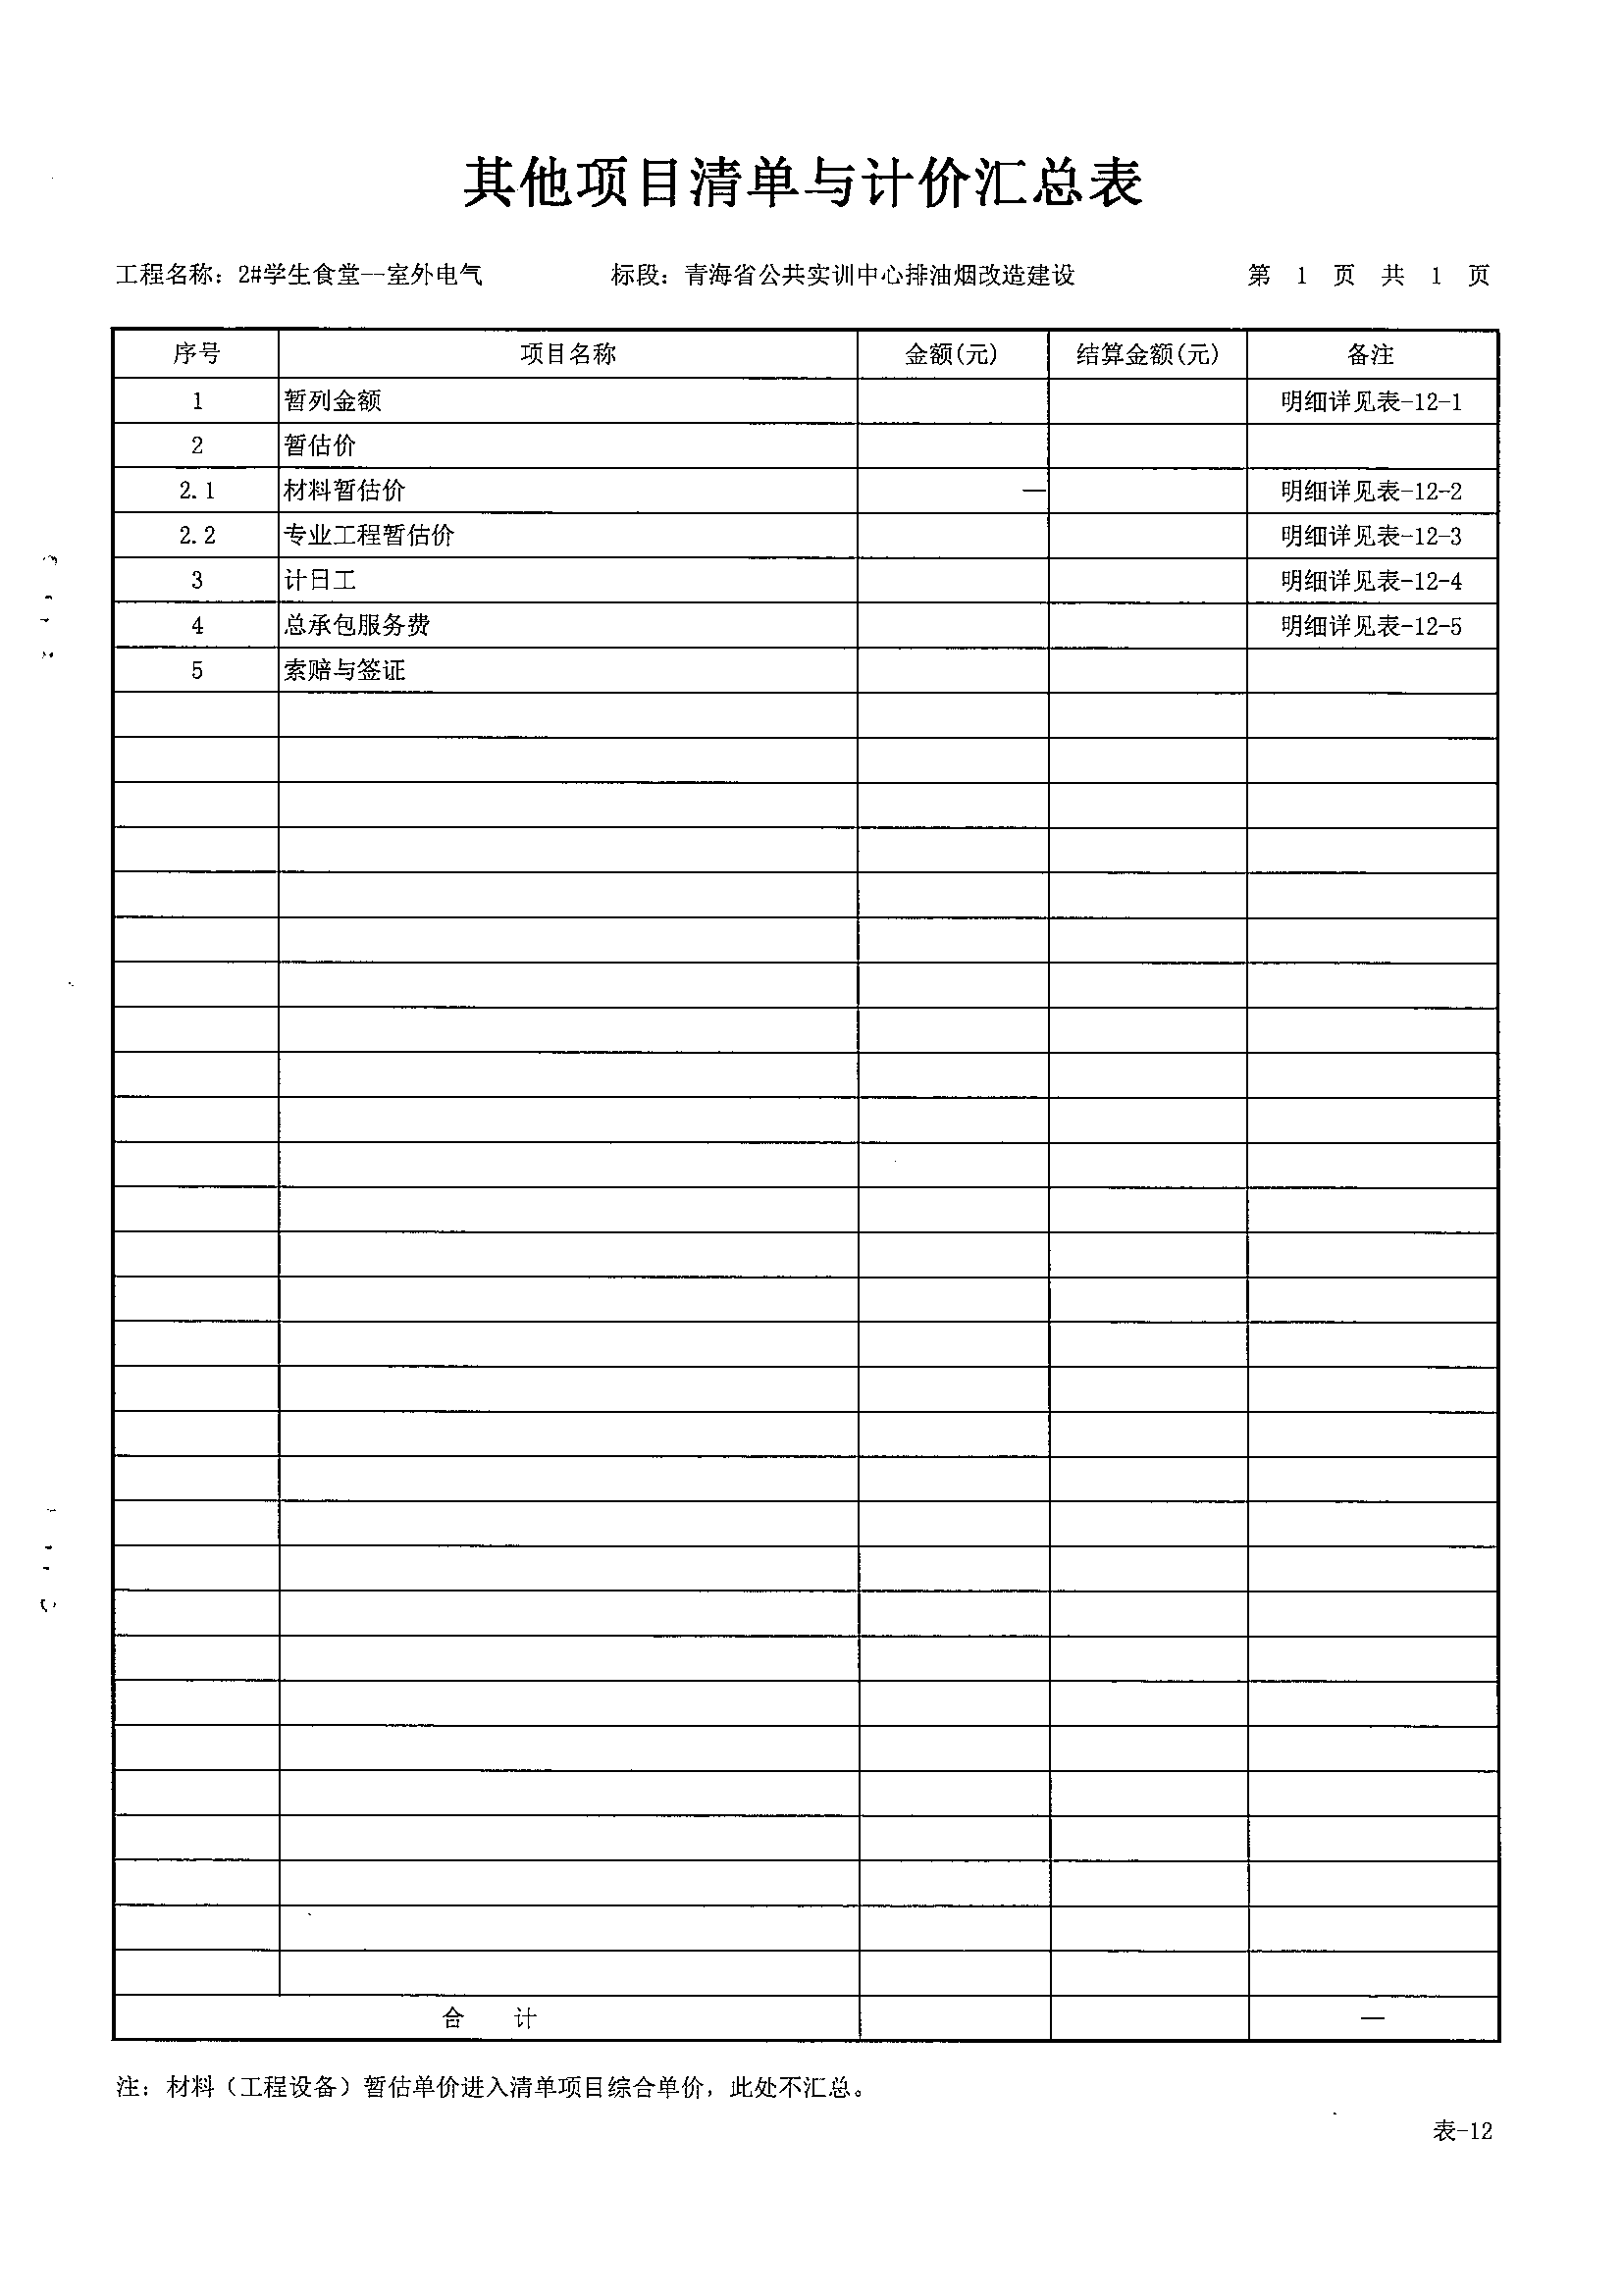 其他项目清单与计价汇总表
工程名称：2#学生食堂--室外电气 标段：青海省公共实训中心排油烟改造建设 第 1 页 共 1 页
序号 项目名称 金额(元) 结算金额(元) 备注
1 暂列金额 明细详见表-12-1
2 暂估价
2.1 材料暂估价 — 明细详见表-12-2
2.2 专业工程暂估价 明细详见表-12-3
3 计日工 明细详见表-12-4
4 总承包服务费 明细详见表-12-5
5 索赔与签证
合 计 —
注：材料（工程设备）暂估单价进入清单项目综合单价，此处不汇总。
表-12